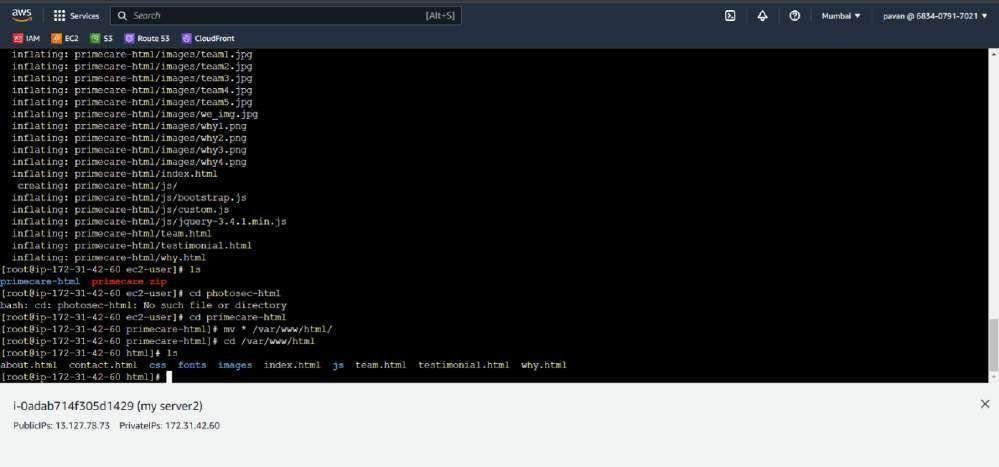 aws Services Search [Alt+S] Mumbai pavan @ 6834-0791-7021
IAM EC2 S3 Route 53 CloudFront
inflating: primecare-html/images/team1.jpg
inflating: primecare-html/images/team2.jpg
inflating: primecare-html/images/team3.jpg
inflating: primecare-html/images/team4.jpg
inflating: primecare-html/images/team5.jpg
inflating: primecare-html/images/we_img.jpg
inflating: primecare-html/images/why1.png
inflating: primecare-html/images/why2.png
inflating: primecare-html/images/why3.png
inflating: primecare-html/images/why4.png
inflating: primecare-html/index.html
creating: primecare-html/js/
inflating: primecare-html/js/bootstrap.js
inflating: primecare-html/js/custom.js
inflating: primecare-html/js/jquery-3.4.1.min.js
inflating: primecare-html/team.html
inflating: primecare-html/testimonial.html
inflating: primecare-html/why.html
[root@ip-172-31-42-60 ec2-user]# ls
primecare-html primecare.zip
[root@ip-172-31-42-60 ec2-user]# cd photosec-html
bash: cd: photosec-html: No such file or directory
[root@ip-172-31-42-60 ec2-user]# cd primecare-html
[root@ip-172-31-42-60 primecare-html]# mv * /var/www/html/
[root@ip-172-31-42-60 primecare-html]# cd /var/www/html
[root@ip-172-31-42-60 html]# ls
about.html contact.html css fonts images index.html js team.html testimonial.html why.html
[root@ip-172-31-42-60 html]#
i-0adab714f305d1429 (my server2)
PublicIPs: 13.127.78.73 PrivateIPs: 172.31.42.60